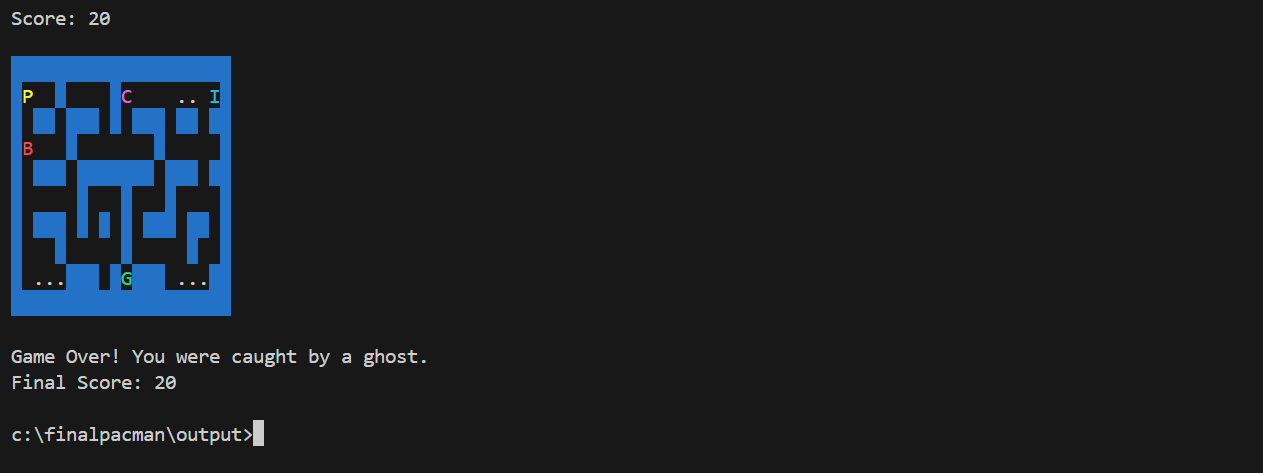 Score: 20
P C .. I
B
... G ...
Game Over! You were caught by a ghost.
Final Score: 20
c:\finalpacman\output>